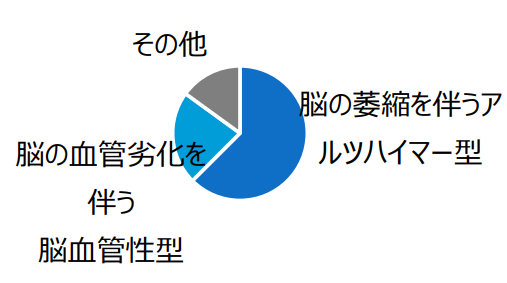 その他
脳の萎縮を伴うア
ルツハイマー型
脳の血管劣化を
伴う
脳血管性型